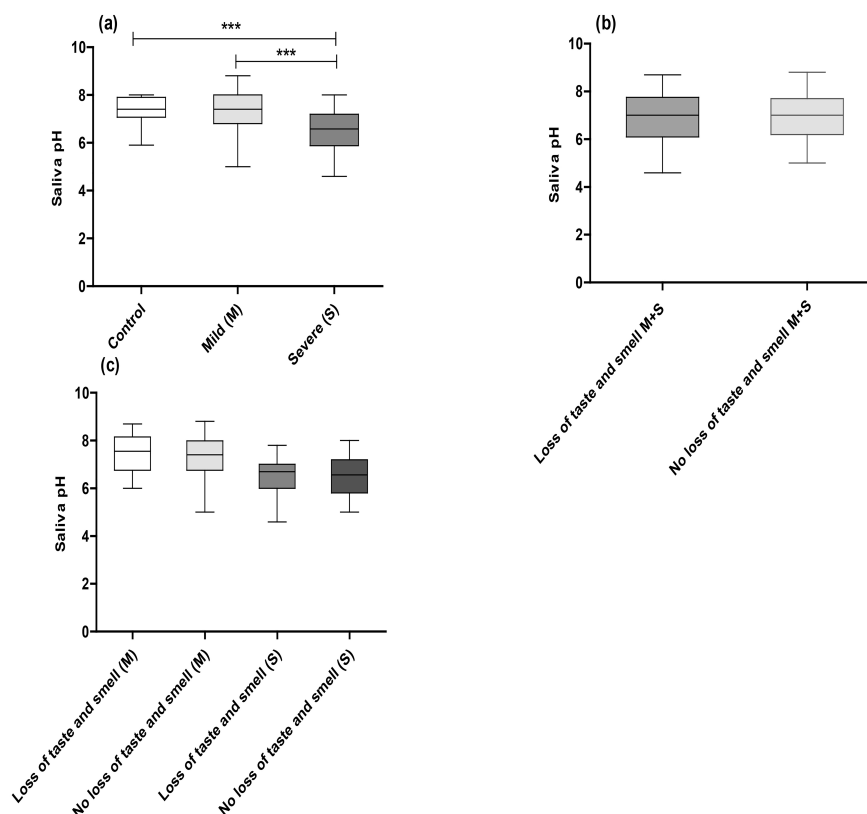 (a)
***
***
10
8
6
4
2
0
Saliva pH
Control
Mild (M)
Severe (S)
(b)
10
8
6
4
2
0
Saliva pH
Loss of taste and smell M+S
No loss of taste and smell M+S
(c)
10
8
6
4
2
0
Saliva pH
Loss of taste and smell (M)
No loss of taste and smell (M)
Loss of taste and smell (S)
No loss of taste and smell (S)